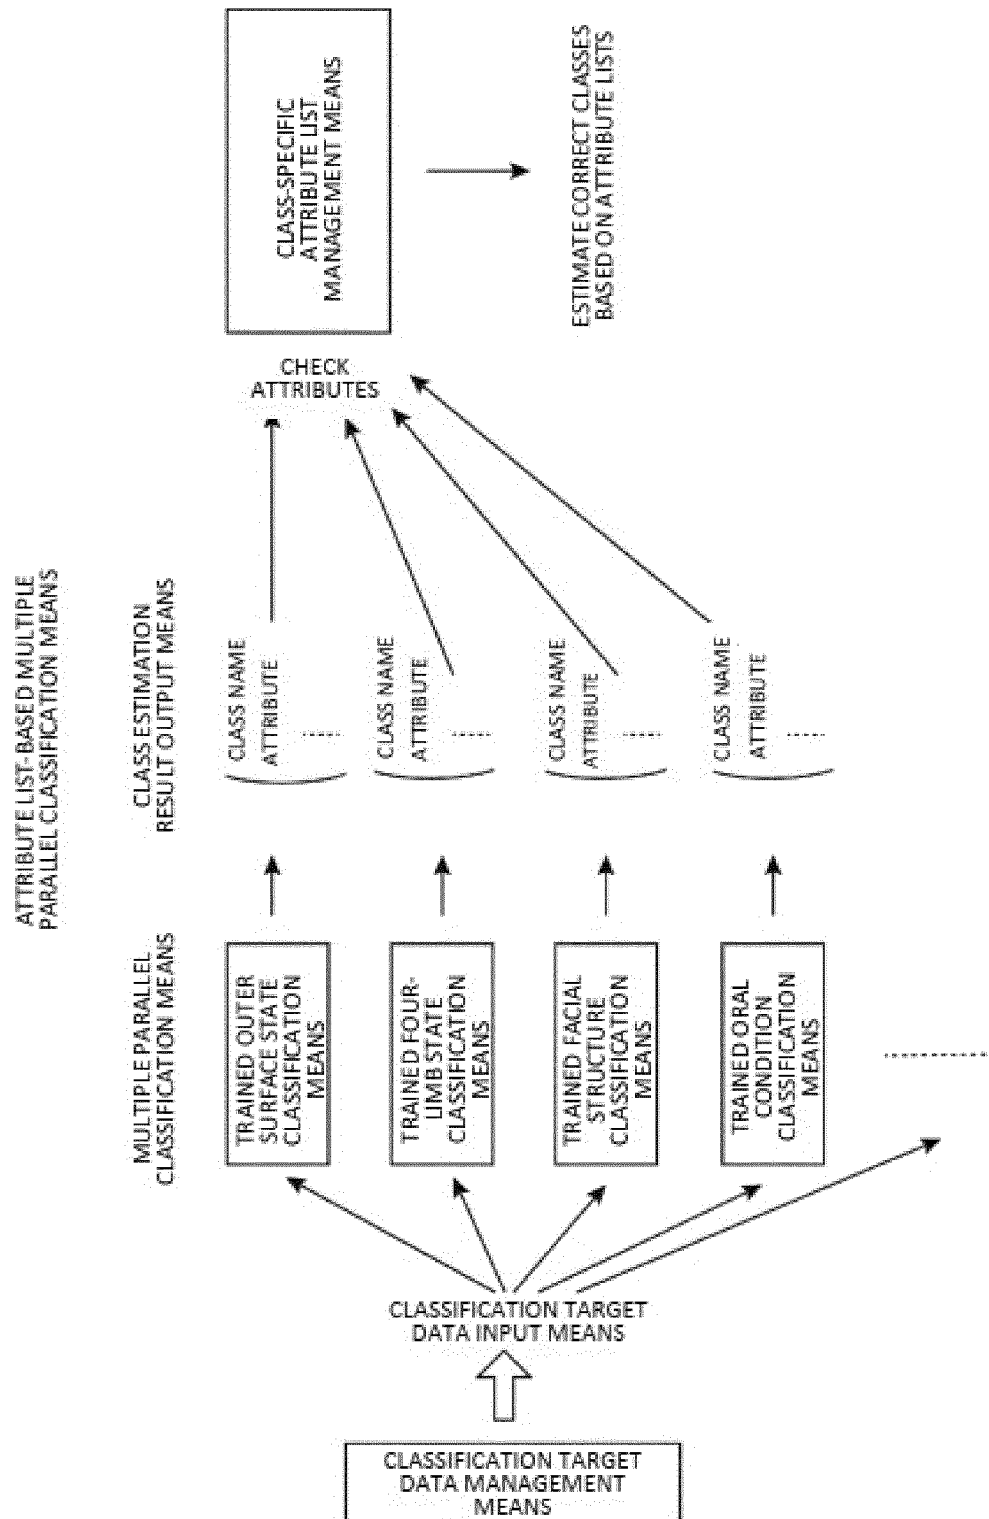 ATTRIBUTE LIST-BASED MULTIPLE
PARALLEL CLASSIFICATION MEANS
MULTIPLE PARALLEL
CLASSIFICATION MEANS
CLASS ESTIMATION
RESULT OUTPUT MEANS
CLASSIFICATION TARGET
DATA MANAGEMENT
MEANS
CLASSIFICATION TARGET
DATA INPUT MEANS
TRAINED OUTER
SURFACE STATE
CLASSIFICATION
MEANS
CLASS NAME
ATTRIBUTE
TRAINED FOUR-
LIMB STATE
CLASSIFICATION
MEANS
CLASS NAME
ATTRIBUTE
TRAINED FACIAL
STRUCTURE
CLASSIFICATION
MEANS
CLASS NAME
ATTRIBUTE
TRAINED ORAL
CONDITION
CLASSIFICATION
MEANS
CLASS NAME
ATTRIBUTE
CHECK
ATTRIBUTES
CLASS-SPECIFIC
ATTRIBUTE LIST
MANAGEMENT MEANS
ESTIMATE CORRECT CLASSES
BASED ON ATTRIBUTE LISTS